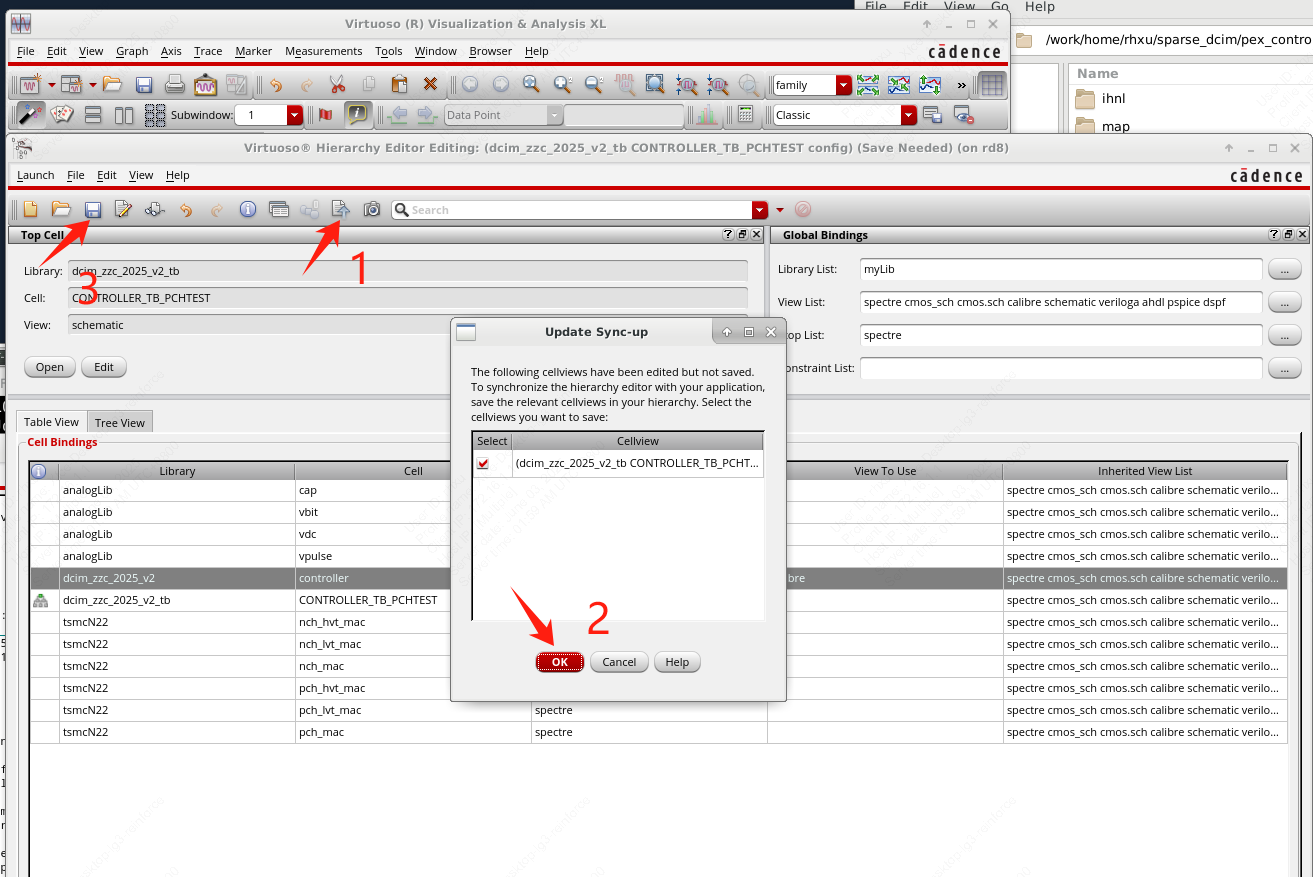 File Edit View Go Help
Virtuoso (R) Visualization & Analysis XL
File Edit View Graph Axis Trace Marker Measurements Tools Window Browser Help
cādence
/work/home/rhxu/sparse_dcim/pex_contro
family
»
Name
ihnl
map
Subwindow: 1
Data Point
Classic
Virtuoso® Hierarchy Editor Editing: (dcim_zzc_2025_v2_tb CONTROLLER_TB_PCHTEST config) (Save Needed) (on rd8)
Launch File Edit View Help
cādence
Search
Top Cell
Global Bindings
1
3
Library: dcim_zzc_2025_v2_tb
Cell: CONTROLLER_TB_PCHTEST
View: schematic
Open Edit
Library List: myLib ...
View List: spectre cmos_sch cmos.sch calibre schematic veriloga ahdl pspice dspf ...
top List: spectre ...
onstraint List: ...
Update Sync-up
The following cellviews have been edited but not saved.
To synchronize the hierarchy editor with your application,
save the relevant cellviews in your hierarchy. Select the
cellviews you want to save:
Select Cellview
(dcim_zzc_2025_v2_tb CONTROLLER_TB_PCHT...
2
OK Cancel Help
Table View Tree View
Cell Bindings
Library Cell View To Use Inherited View List
analogLib cap spectre cmos_sch cmos.sch calibre schematic verilo...
analogLib vbit spectre cmos_sch cmos.sch calibre schematic verilo...
analogLib vdc spectre cmos_sch cmos.sch calibre schematic verilo...
analogLib vpulse spectre cmos_sch cmos.sch calibre schematic verilo...
dcim_zzc_2025_v2 controller bre spectre cmos_sch cmos.sch calibre schematic verilo...
dcim_zzc_2025_v2_tb CONTROLLER_TB_PCHTEST spectre cmos_sch cmos.sch calibre schematic verilo...
tsmcN22 nch_hvt_mac spectre cmos_sch cmos.sch calibre schematic verilo...
tsmcN22 nch_lvt_mac spectre cmos_sch cmos.sch calibre schematic verilo...
tsmcN22 nch_mac spectre cmos_sch cmos.sch calibre schematic verilo...
tsmcN22 pch_hvt_mac spectre cmos_sch cmos.sch calibre schematic verilo...
tsmcN22 pch_lvt_mac spectre spectre cmos_sch cmos.sch calibre schematic verilo...
tsmcN22 pch_mac spectre spectre cmos_sch cmos.sch calibre schematic verilo...